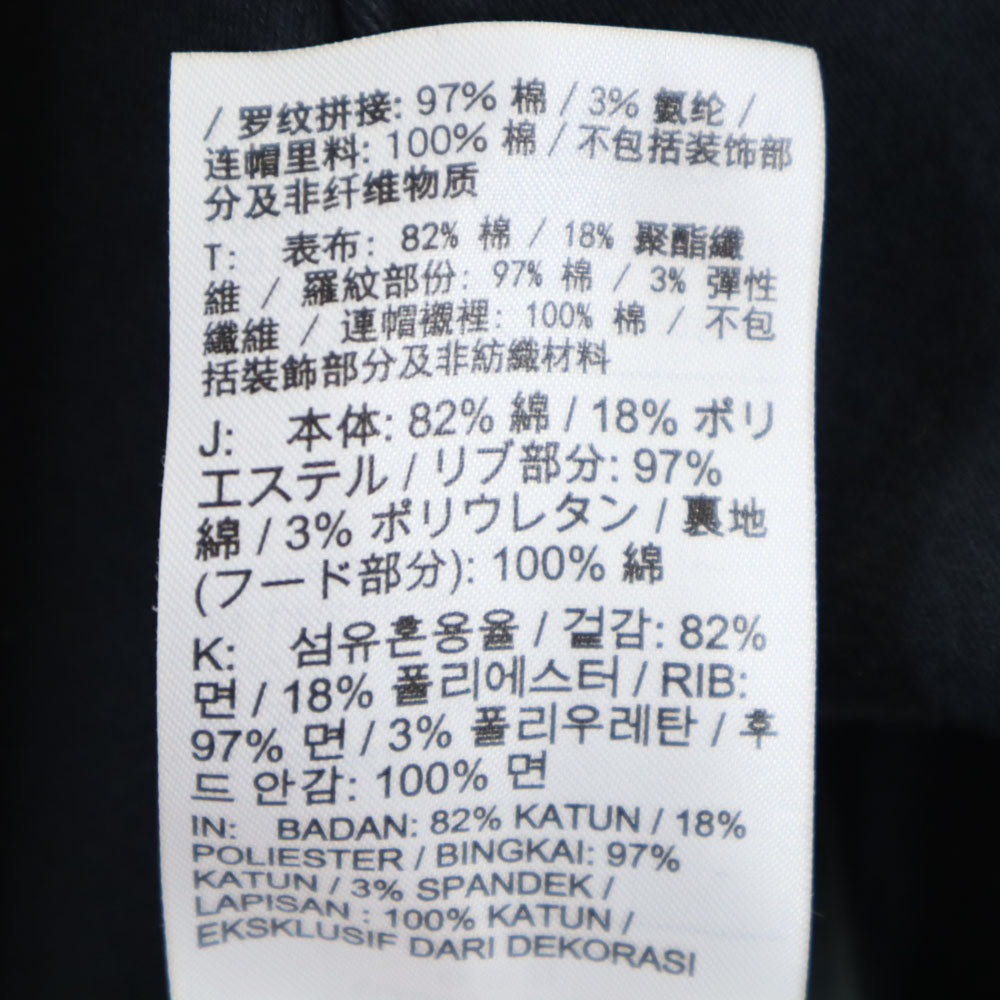 / 罗纹拼接: 97% 棉 / 3% 氨纶 /
连帽里料: 100% 棉 / 不包括装饰部
分及非纤维物质
T: 表布: 82% 棉 / 18% 聚酯纖
維 / 羅紋部份: 97% 棉 / 3% 彈性
纖維 / 連帽襯裡: 100% 棉 / 不包
括裝飾部分及非紡織材料
J: 本体: 82% 綿 / 18% ポリ
エステル / リブ部分: 97%
綿 / 3% ポリウレタン / 裏地
(フード部分): 100% 綿
K: 섬유혼용율 / 겉감: 82%
면 / 18% 폴리에스터 / RIB:
97% 면 / 3% 폴리우레탄 / 후
드 안감: 100% 면
IN: BADAN: 82% KATUN / 18%
POLIESTER / BINGKAI: 97%
KATUN / 3% SPANDEK /
LAPISAN : 100% KATUN /
EKSKLUSIF DARI DEKORASI